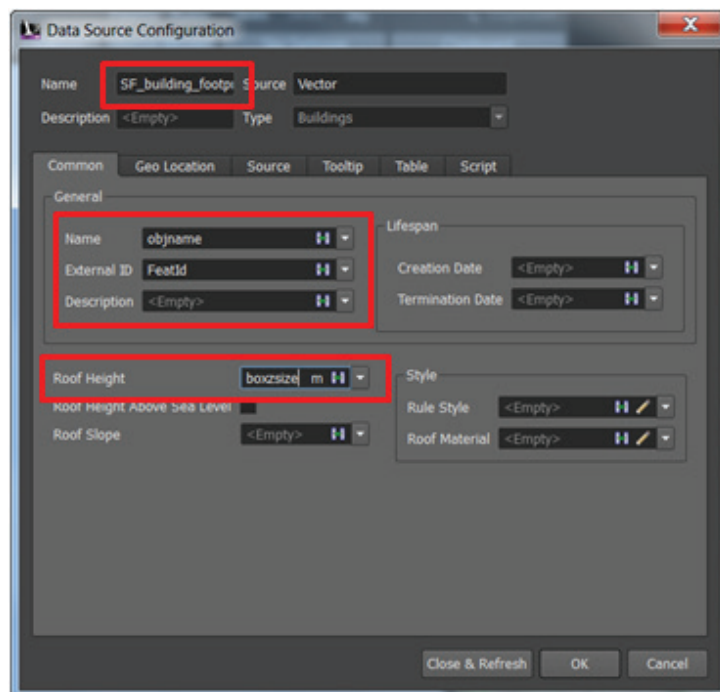 Data Source Configuration
Name SF_building_footp Source Vector
Description <Empty> Type Buildings
Common Geo Location Source Tooltip Table Script
General
Name objname
External ID FeatId
Description <Empty>
Lifespan
Creation Date <Empty>
Termination Date <Empty>
Roof Height boxzsize m
Roof Height Above Sea Level
Roof Slope <Empty>
Style
Rule Style <Empty>
Roof Material <Empty>
Close & Refresh OK Cancel